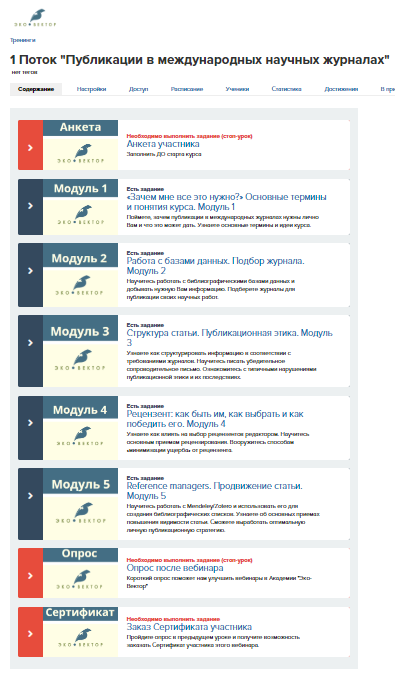 ЭКО•ВЕКТОР
Тренинги
1 Поток "Публикации в международных научных журналах"
нет тегов
Содержание Настройки Доступ Расписание Ученики Статистика Достижения В пре
Анкета
ЭКО•ВЕКТОР
Необходимо выполнить задание (стоп-урок)
Анкета участника
Заполнить ДО старта курса
Модуль 1
ЭКО•ВЕКТОР
Есть задание
«Зачем мне все это нужно?» Основные термины
и понятия курса. Модуль 1
Поймете, зачем публикации в международных журналах нужны лично
Вам и что это может дать. Узнаете основные термины и идеи курса.
Модуль 2
ЭКО•ВЕКТОР
Есть задание
Работа с базами данных. Подбор журнала.
Модуль 2
Научитесь работать с библиографическими базами данных и
добывать нужную Вам информацию. Подберете журналы для
публикации своих научных работ.
Модуль 3
ЭКО•ВЕКТОР
Есть задание
Структура статьи. Публикационная этика. Модуль
3
Узнаете как структурировать информацию в соответствии с
требованиями журналов. Научитесь писать убедительное
сопроводительное письмо. Ознакомитесь с типичными нарушениями
публикационной этики и их последствиях.
Модуль 4
ЭКО•ВЕКТОР
Есть задание
Рецензент: как быть им, как выбрать и как
победить его. Модуль 4
Узнаете как влиять на выбор рецензентов редактором. Научитесь
основным приемам рецензирования. Вооружитесь способами
минимизации ущерба от рецензента.
Модуль 5
ЭКО•ВЕКТОР
Есть задание
Reference managers. Продвижение статьи.
Модуль 5
Научитесь работать с Mendeley/Zotero и использовать его для
создания библиографических списков. Узнаете об основных приемах
повышения видимости статьи. Сможете выработать оптимальную
личную публикационную стратегию.
Опрос
ЭКО•ВЕКТОР
Необходимо выполнить задание (стоп-урок)
Опрос после вебинара
Короткий опрос поможет нам улучшить вебинары в Академии "Эко-
Вектор"
Сертификат
ЭКО•ВЕКТОР
Необходимо выполнить задание
Заказ Сертификата участника
Пройдите опрос в предыдущем уроке и получите возможность
заказать Сертификат участника этого вебинара.